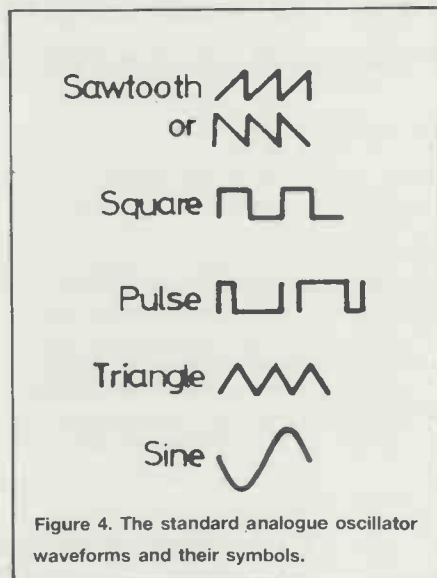 Sawtooth
or
Square
Pulse
Triangle
Sine
Figure 4. The standard analogue oscillator
waveforms and their symbols.